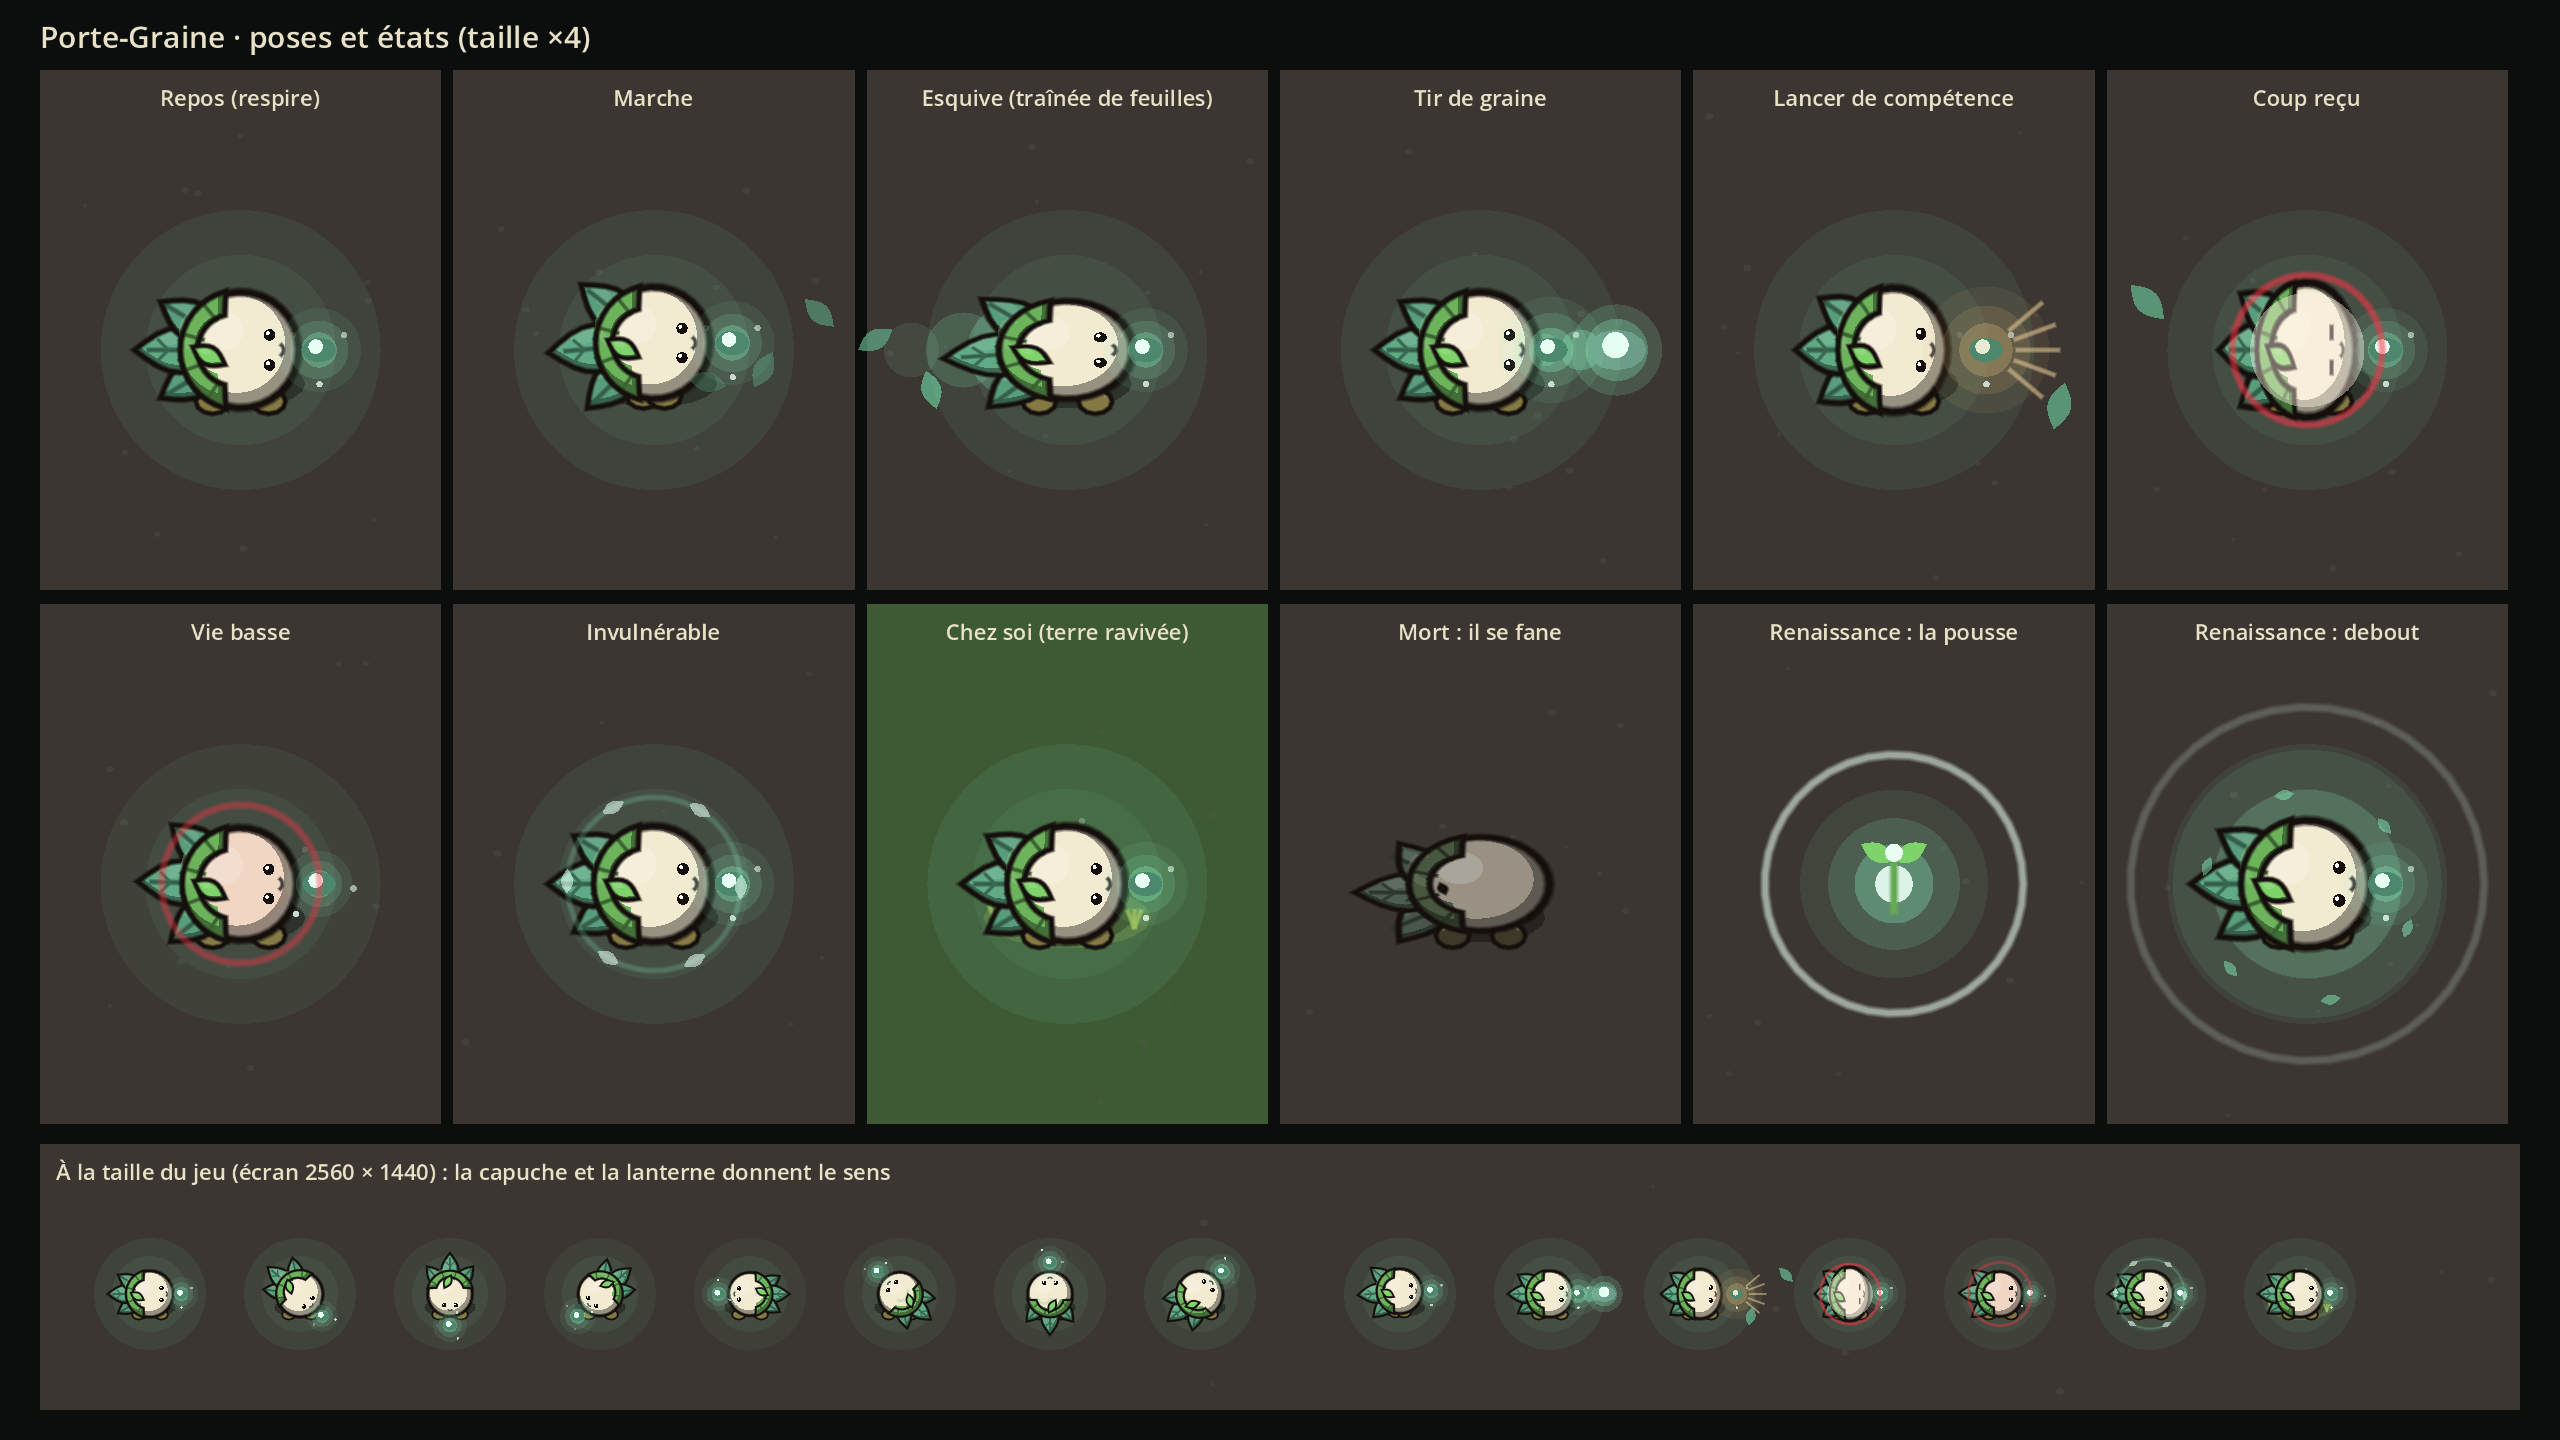 Porte-Graine · poses et états (taille ×4)
Repos (respire)
Marche
Esquive (traînée de feuilles)
Tir de graine
Lancer de compétence
Coup reçu
Vie basse
Invulnérable
Chez soi (terre ravivée)
Mort : il se fane
Renaissance : la pousse
Renaissance : debout
À la taille du jeu (écran 2560 × 1440) : la capuche et la lanterne donnent le sens